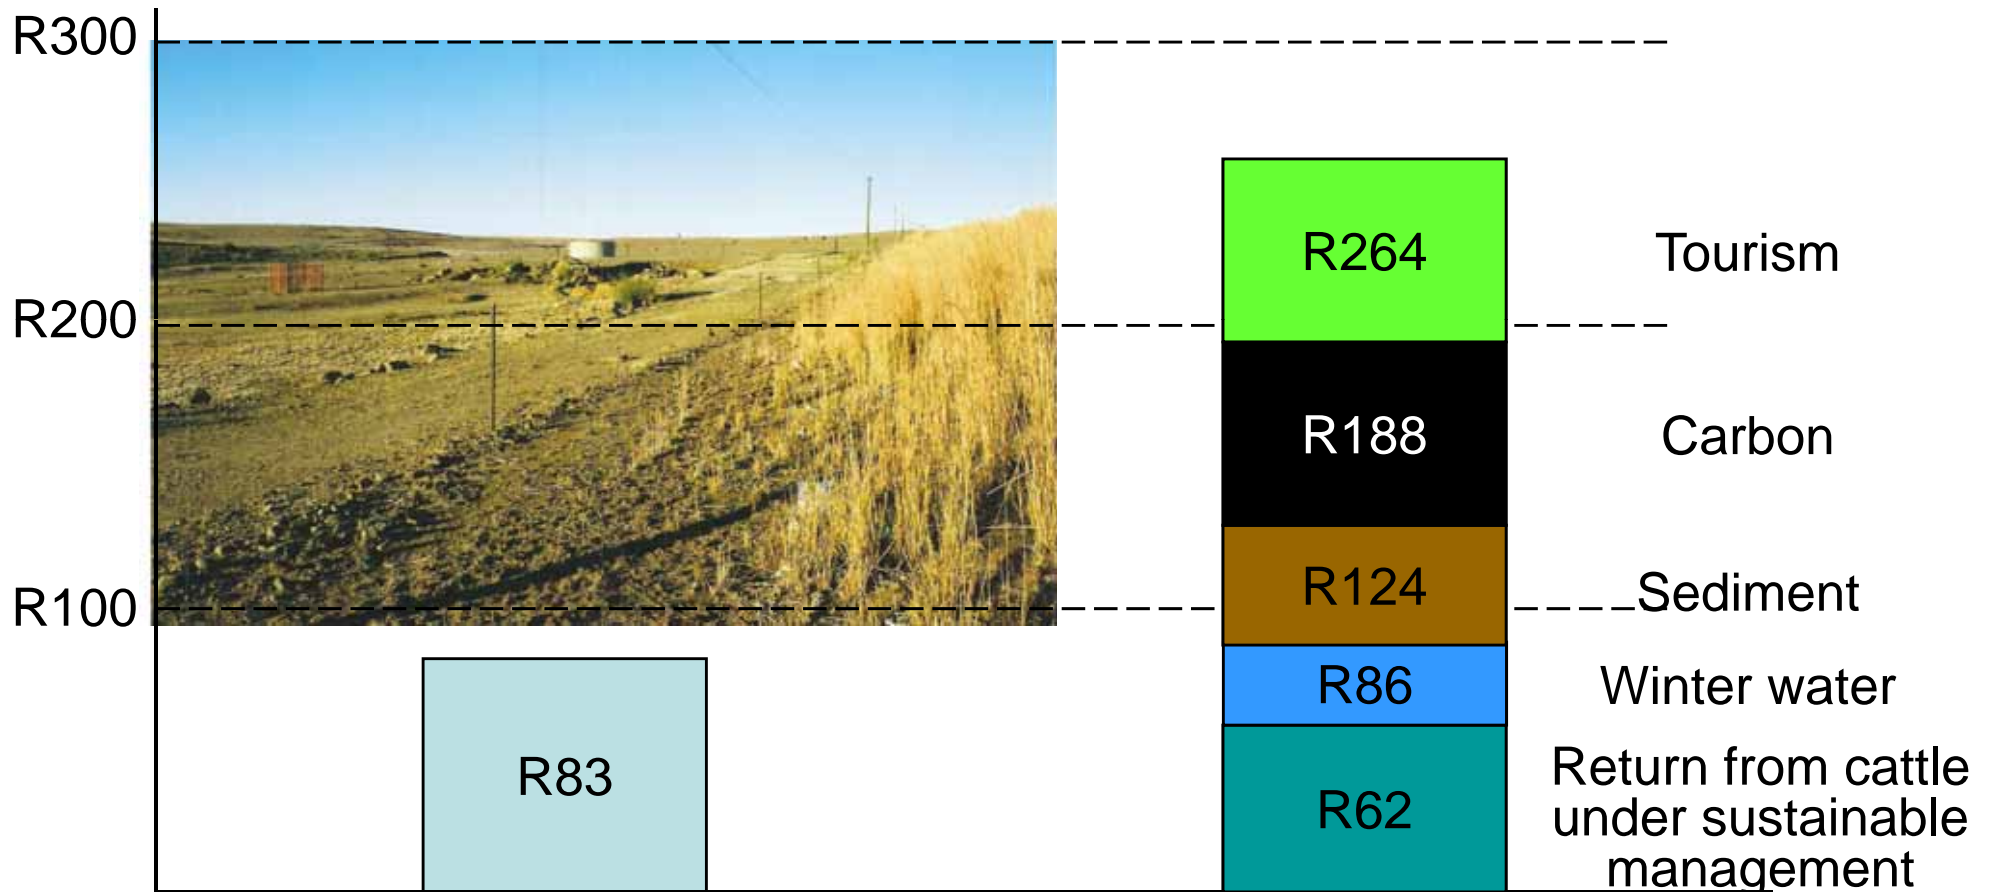 R300
R200
R100
R83
R264
Tourism
R188
Carbon
R124
Sediment
R86
Winter water
R62
Return from cattle
under sustainable
management